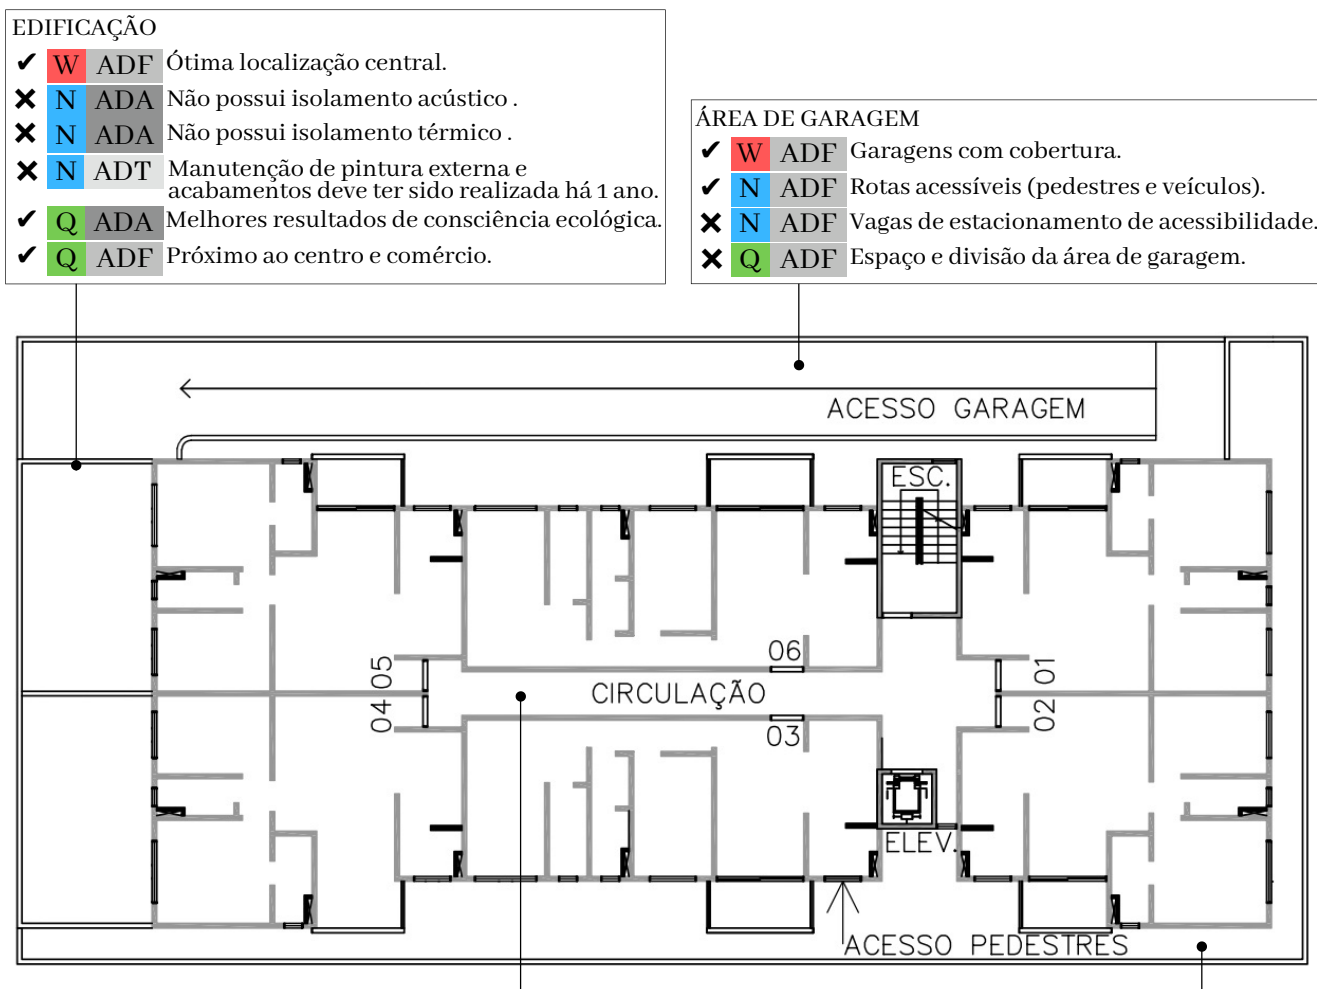 EDIFICAÇÃO
✔ W ADF Ótima localização central.
✖ N ADA Não possui isolamento acústico .
✖ N ADA Não possui isolamento térmico .
✖ N ADT Manutenção de pintura externa e
acabamentos deve ter sido realizada há 1 ano.
✔ Q ADA Melhores resultados de consciência ecológica.
✔ Q ADF Próximo ao centro e comércio.
ÁREA DE GARAGEM
✔ W ADF Garagens com cobertura.
✔ N ADF Rotas acessíveis (pedestres e veículos).
✖ N ADF Vagas de estacionamento de acessibilidade.
✖ Q ADF Espaço e divisão da área de garagem.
ACESSO GARAGEM
ESC.
06
05
01
CIRCULAÇÃO
04
02
03
ELEV.
ACESSO PEDESTRES